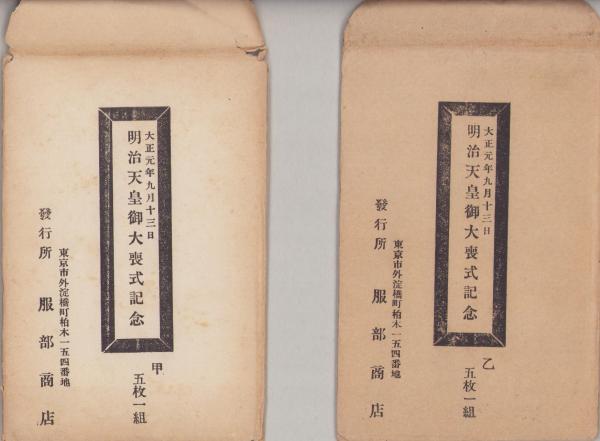 大正元年九月十三日
明治天皇御大喪式記念
甲
五枚一組
東京市外淀橋町柏木一五四番地
發行所 服部商店
大正元年九月十三日
明治天皇御大喪式記念
乙
五枚一組
東京市外淀橋町柏木一五四番地
發行所 服部商店